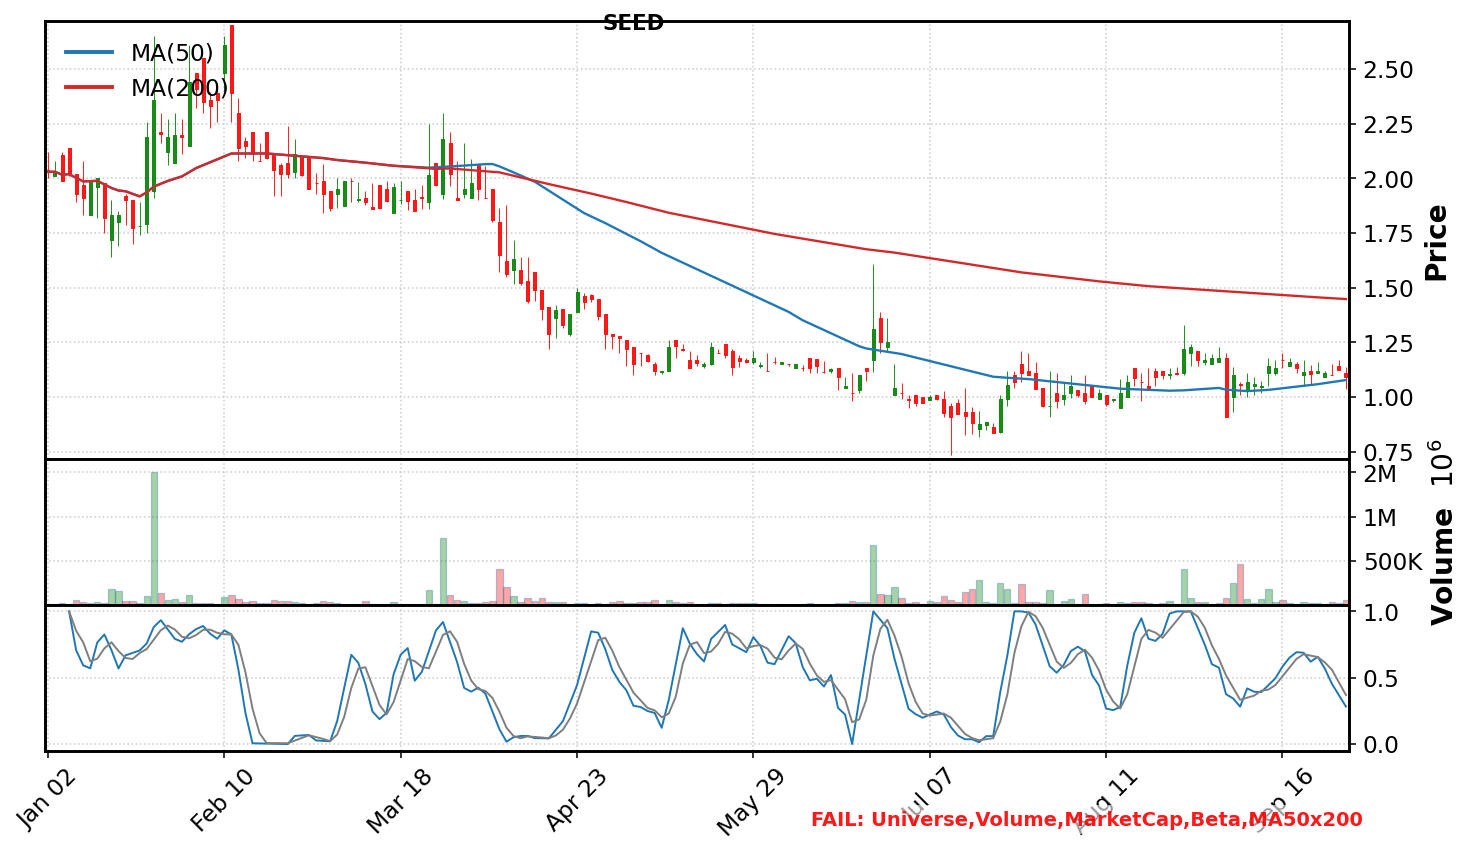 SEED
MA(50)
MA(200)
2.50
2.25
2.00
1.75
1.50
1.25
1.00
0.75
Price
2M
1M
500K
Volume 10⁶
1.0
0.5
0.0
Jan 02
Feb 10
Mar 18
Apr 23
May 29
Jul 07
Aug 11
Sep 16
FAIL: Universe,Volume,MarketCap,Beta,MA50x200